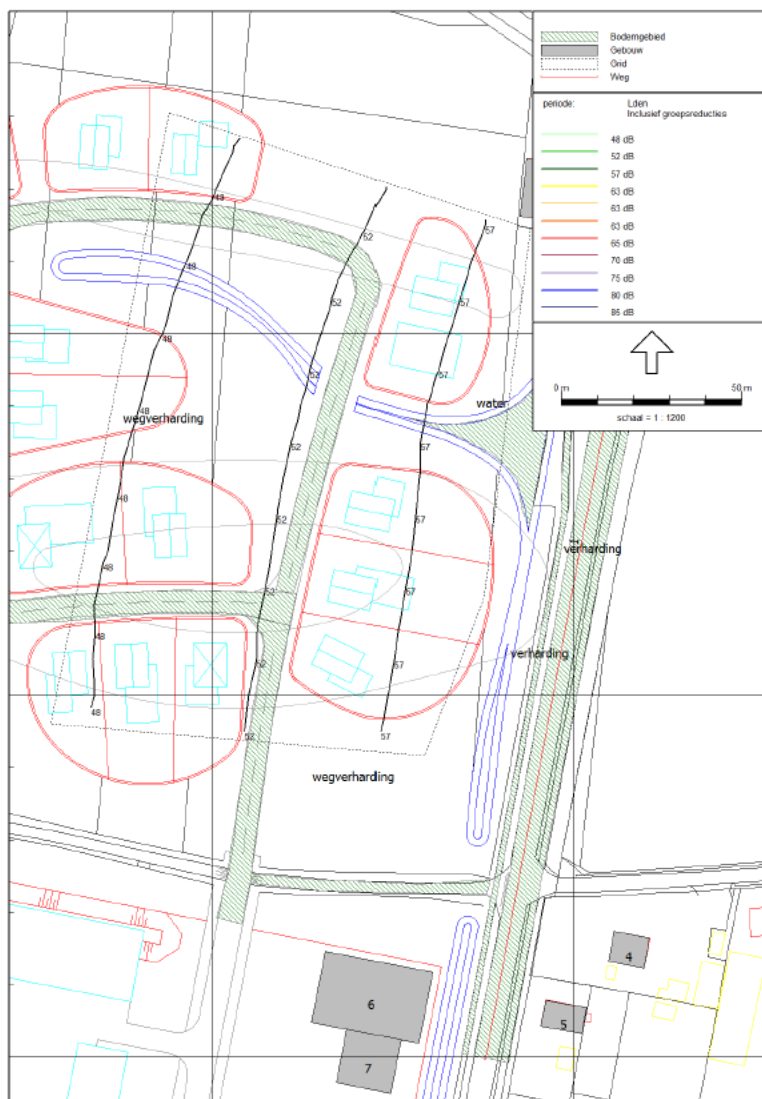 Bodemgebied
Gebouw
Grid
Weg
periode: Lden
Inclusief groepsreducties
48 dB
52 dB
57 dB
63 dB
63 dB
63 dB
65 dB
70 dB
75 dB
80 dB
85 dB
0 m 50 m
schaal = 1 : 1200
57
52
48
52
48
52
57
48
52
57
48
water
wegverharding
52
57
48
52
57
1
verharding
48
52
57
48
52
57
verharding
48
52
57
wegverharding
4
6
5
7